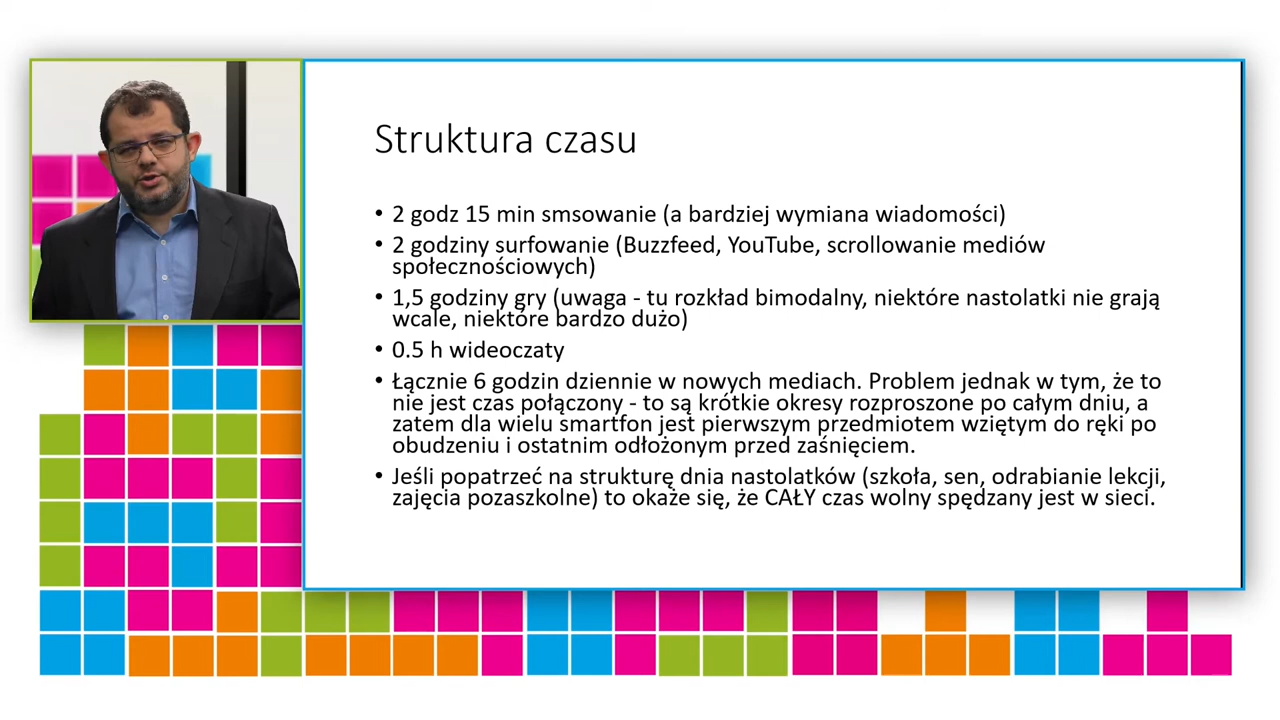 Struktura czasu
• 2 godz 15 min smsowanie (a bardziej wymiana wiadomości)
• 2 godziny surfowanie (Buzzfeed, YouTube, scrollowanie mediów
społecznościowych)
• 1,5 godziny gry (uwaga - tu rozkład bimodalny, niektóre nastolatki nie grają
wcale, niektóre bardzo dużo)
• 0.5 h wideoczaty
• Łącznie 6 godzin dziennie w nowych mediach. Problem jednak w tym, że to
nie jest czas połączony - to są krótkie okresy rozproszone po całym dniu, a
zatem dla wielu smartfon jest pierwszym przedmiotem wziętym do ręki po
obudzeniu i ostatnim odłożonym przed zaśnięciem.
• Jeśli popatrzeć na strukturę dnia nastolatków (szkoła, sen, odrabianie lekcji,
zajęcia pozaszkolne) to okaże się, że CAŁY czas wolny spędzany jest w sieci.